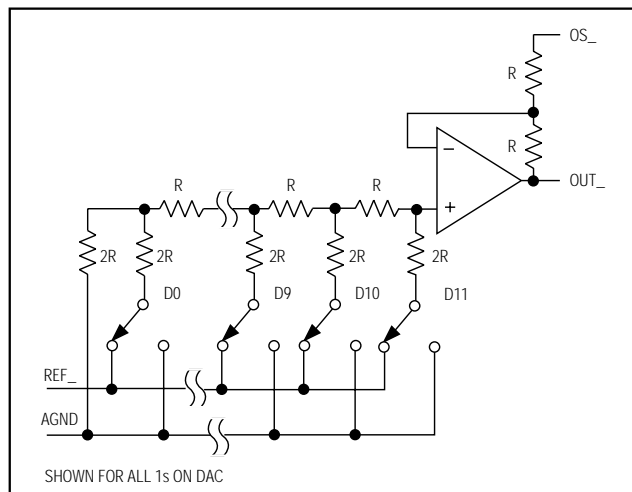 OS_
R
R
−
+
OUT_
R
R
R
2R
2R
2R
2R
2R
D0
D9
D10
D11
REF_
AGND
SHOWN FOR ALL 1s ON DAC